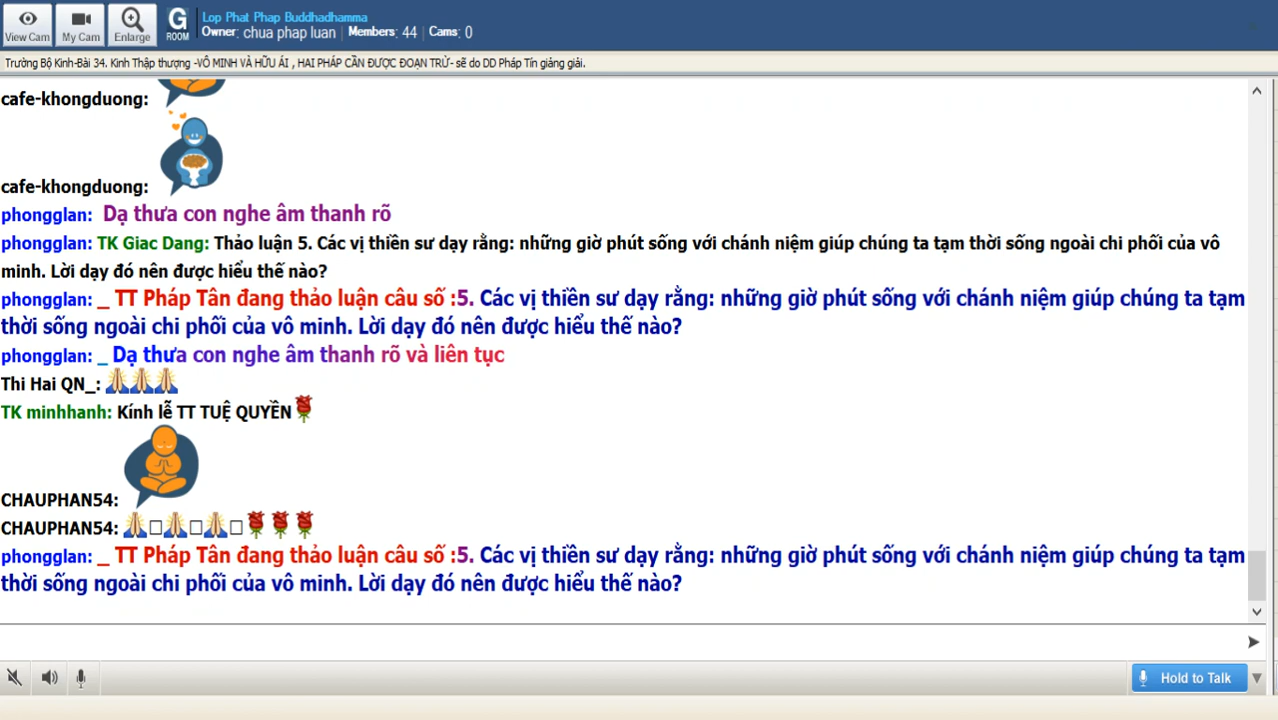 View Cam
My Cam
Enlarge
G
ROOM
Lop Phat Phap Buddhadhamma
Owner: chua phap luan | Members: 44 | Cams: 0
Trường Bộ Kinh-Bài 34. Kinh Thập thượng -VÔ MINH VÀ HỮU ÁI , HAI PHÁP CẦN ĐƯỢC ĐOẠN TRỪ- sẽ do DD Pháp Tín giảng giải.
cafe-khongduong:
cafe-khongduong:
phongglan: Dạ thưa con nghe âm thanh rõ
phongglan: TK Giac Dang: Thảo luận 5. Các vị thiền sư dạy rằng: những giờ phút sống với chánh niệm giúp chúng ta tạm thời sống ngoài chi phối của vô
minh. Lời dạy đó nên được hiểu thế nào?
phongglan: _ TT Pháp Tân đang thảo luận câu số :5. Các vị thiền sư dạy rằng: những giờ phút sống với chánh niệm giúp chúng ta tạm
thời sống ngoài chi phối của vô minh. Lời dạy đó nên được hiểu thế nào?
phongglan: _ Dạ thưa con nghe âm thanh rõ và liên tục
Thi Hai QN_: 🙏🙏🙏
TK minhhanh: Kính lễ TT TUỆ QUYỀN🌹
CHAUPHAN54:
CHAUPHAN54: 🙏□🙏□🙏□🌹🌹🌹
phongglan: _ TT Pháp Tân đang thảo luận câu số :5. Các vị thiền sư dạy rằng: những giờ phút sống với chánh niệm giúp chúng ta tạm
thời sống ngoài chi phối của vô minh. Lời dạy đó nên được hiểu thế nào?
Hold to Talk